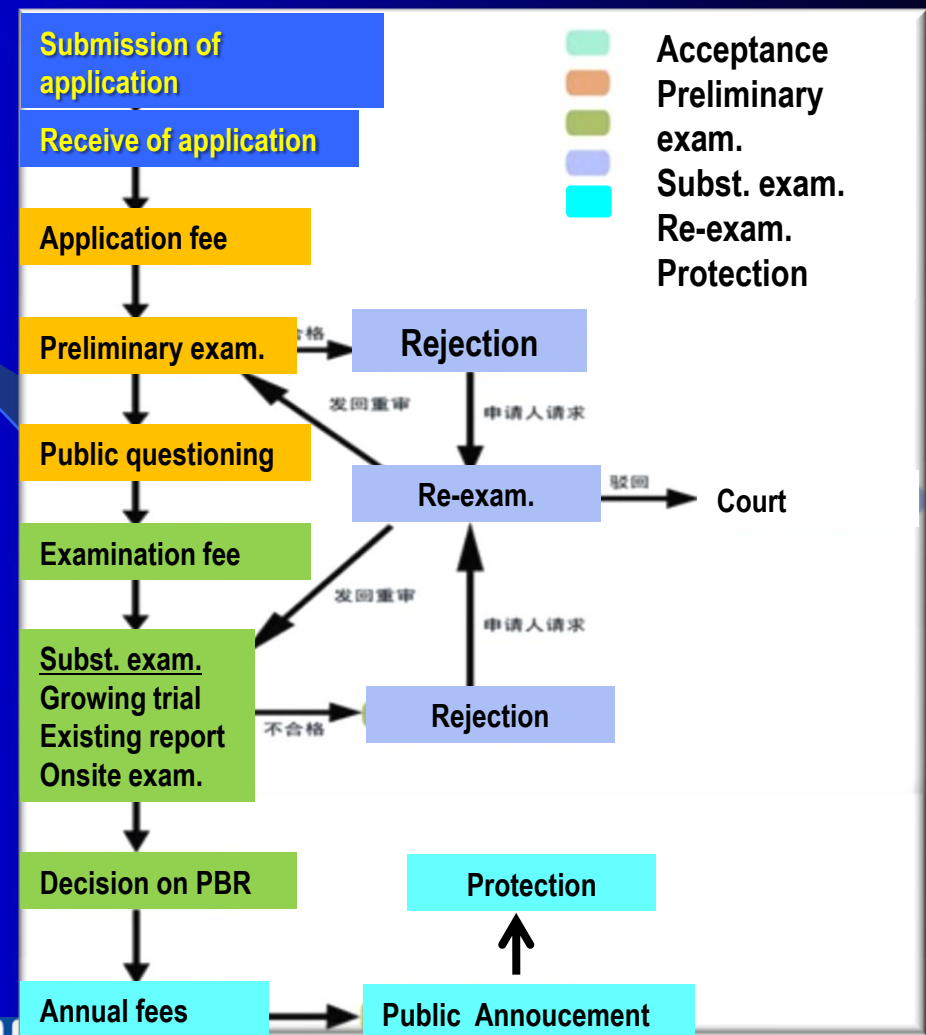 Submission of
application
Receive of application
Application fee
Preliminary exam.
Public questioning
Examination fee
Subst. exam.
Growing trial
Existing report
Onsite exam.
Decision on PBR
Annual fees
格
Rejection
发回重审
申请人请求
Re-exam.
驳回
Court
发回重审
申请人请求
不合格
Rejection
Protection
Public Annoucement
Acceptance
Preliminary
exam.
Subst. exam.
Re-exam.
Protection